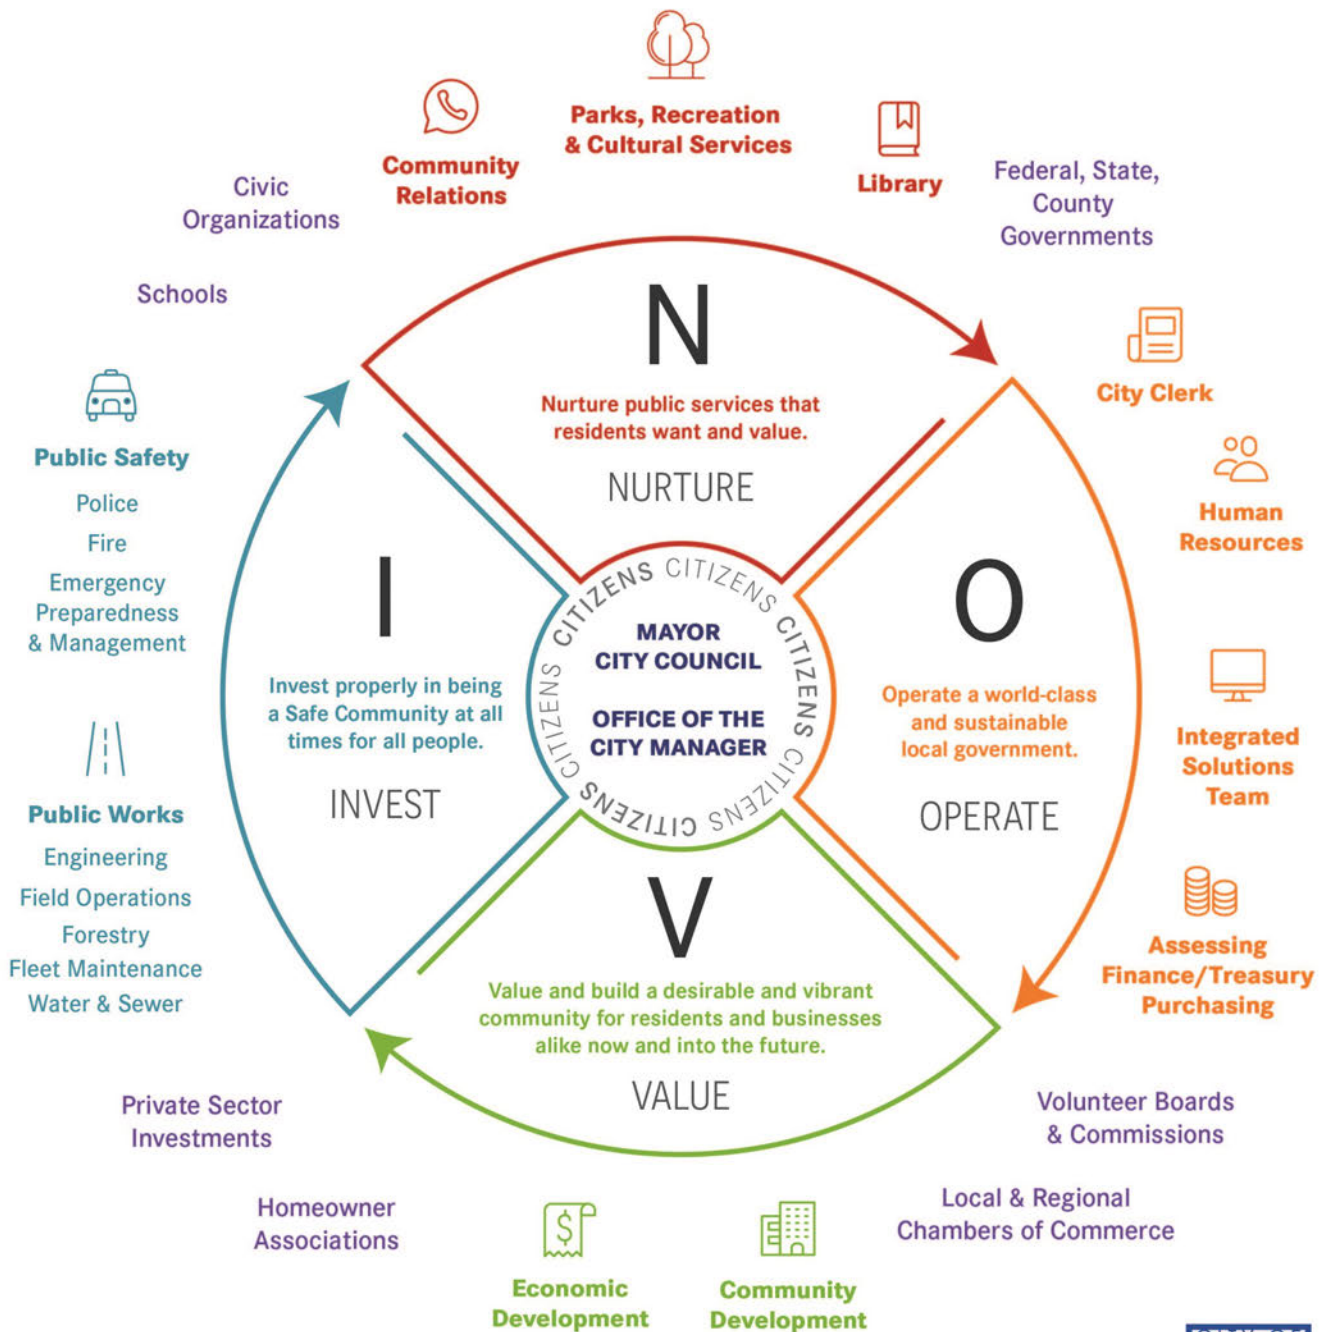 Parks, Recreation
& Cultural Services
Community
Relations
Library
Civic
Organizations
Federal, State,
County
Governments
Schools
N
Nurture public services that
residents want and value.
NURTURE
City Clerk
Human
Resources
Integrated
Solutions
Team
Assessing
Finance/Treasury
Purchasing
O
Operate a world-class
and sustainable
local government.
OPERATE
CITIZENS CITIZENS CITIZENS CITIZENS CITIZENS CITIZENS
MAYOR
CITY COUNCIL
OFFICE OF THE
CITY MANAGER
Public Safety
Police
Fire
Emergency
Preparedness
& Management
Public Works
Engineering
Field Operations
Forestry
Fleet Maintenance
Water & Sewer
I
Invest properly in being
a Safe Community at all
times for all people.
INVEST
V
Value and build a desirable and vibrant
community for residents and businesses
alike now and into the future.
VALUE
Private Sector
Investments
Homeowner
Associations
Economic
Development
Community
Development
Volunteer Boards
& Commissions
Local & Regional
Chambers of Commerce